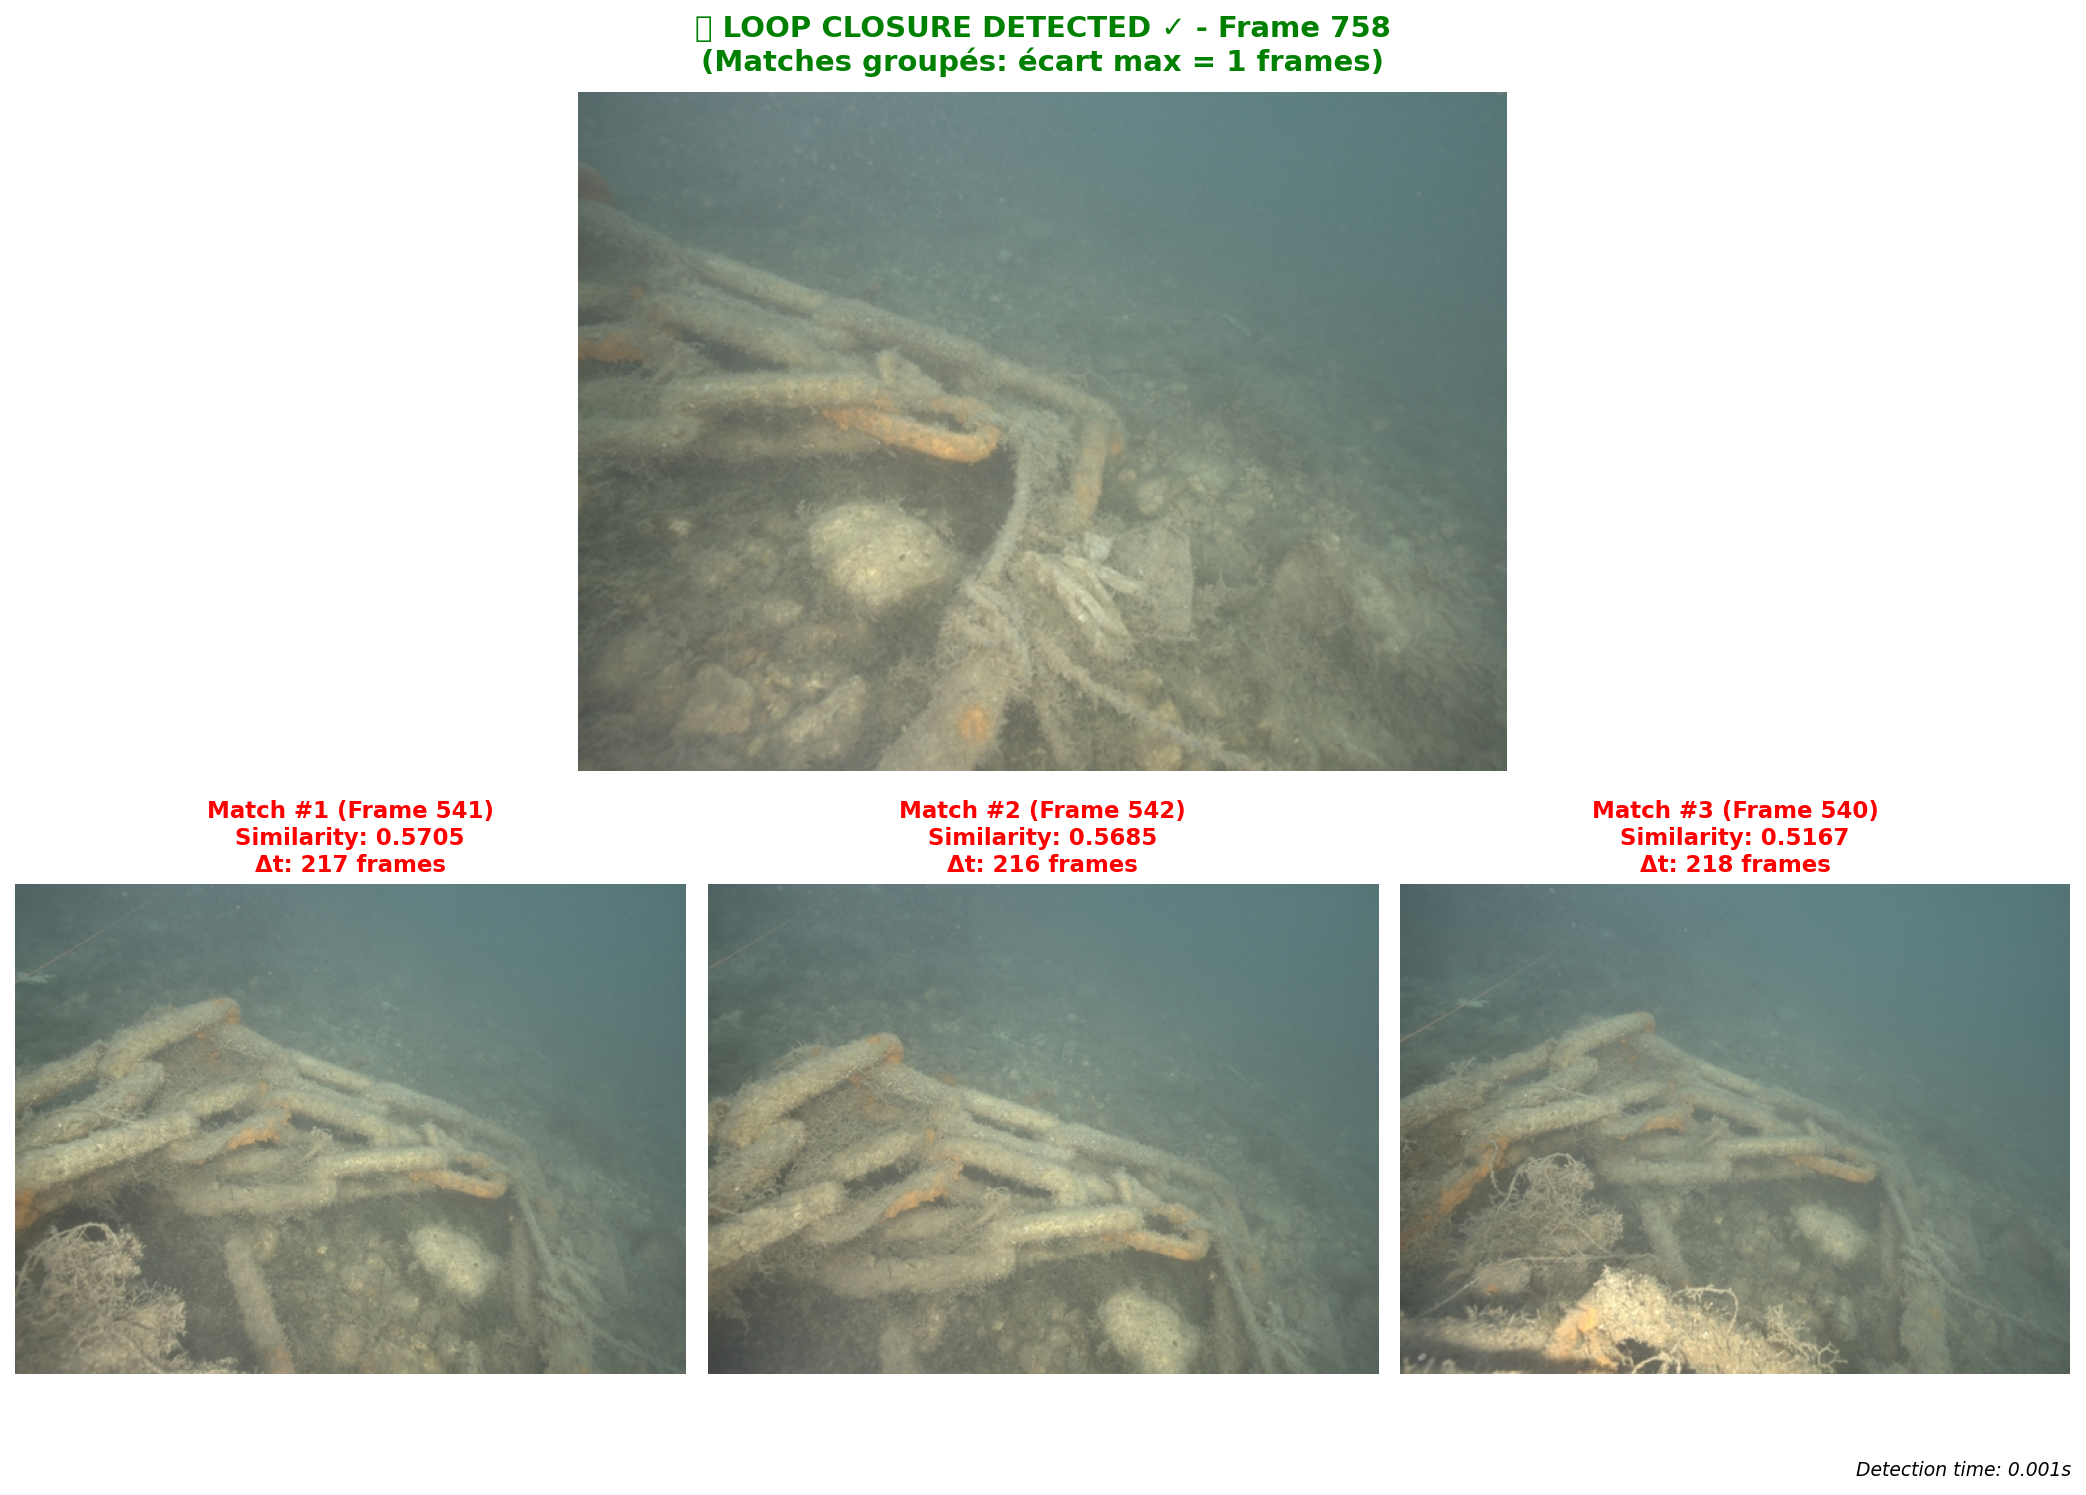 LOOP CLOSURE DETECTED ✓ - Frame 758
(Matches groupés: écart max = 1 frames)
Match #1 (Frame 541)
Similarity: 0.5705
Δt: 217 frames
Match #2 (Frame 542)
Similarity: 0.5685
Δt: 216 frames
Match #3 (Frame 540)
Similarity: 0.5167
Δt: 218 frames
Detection time: 0.001s